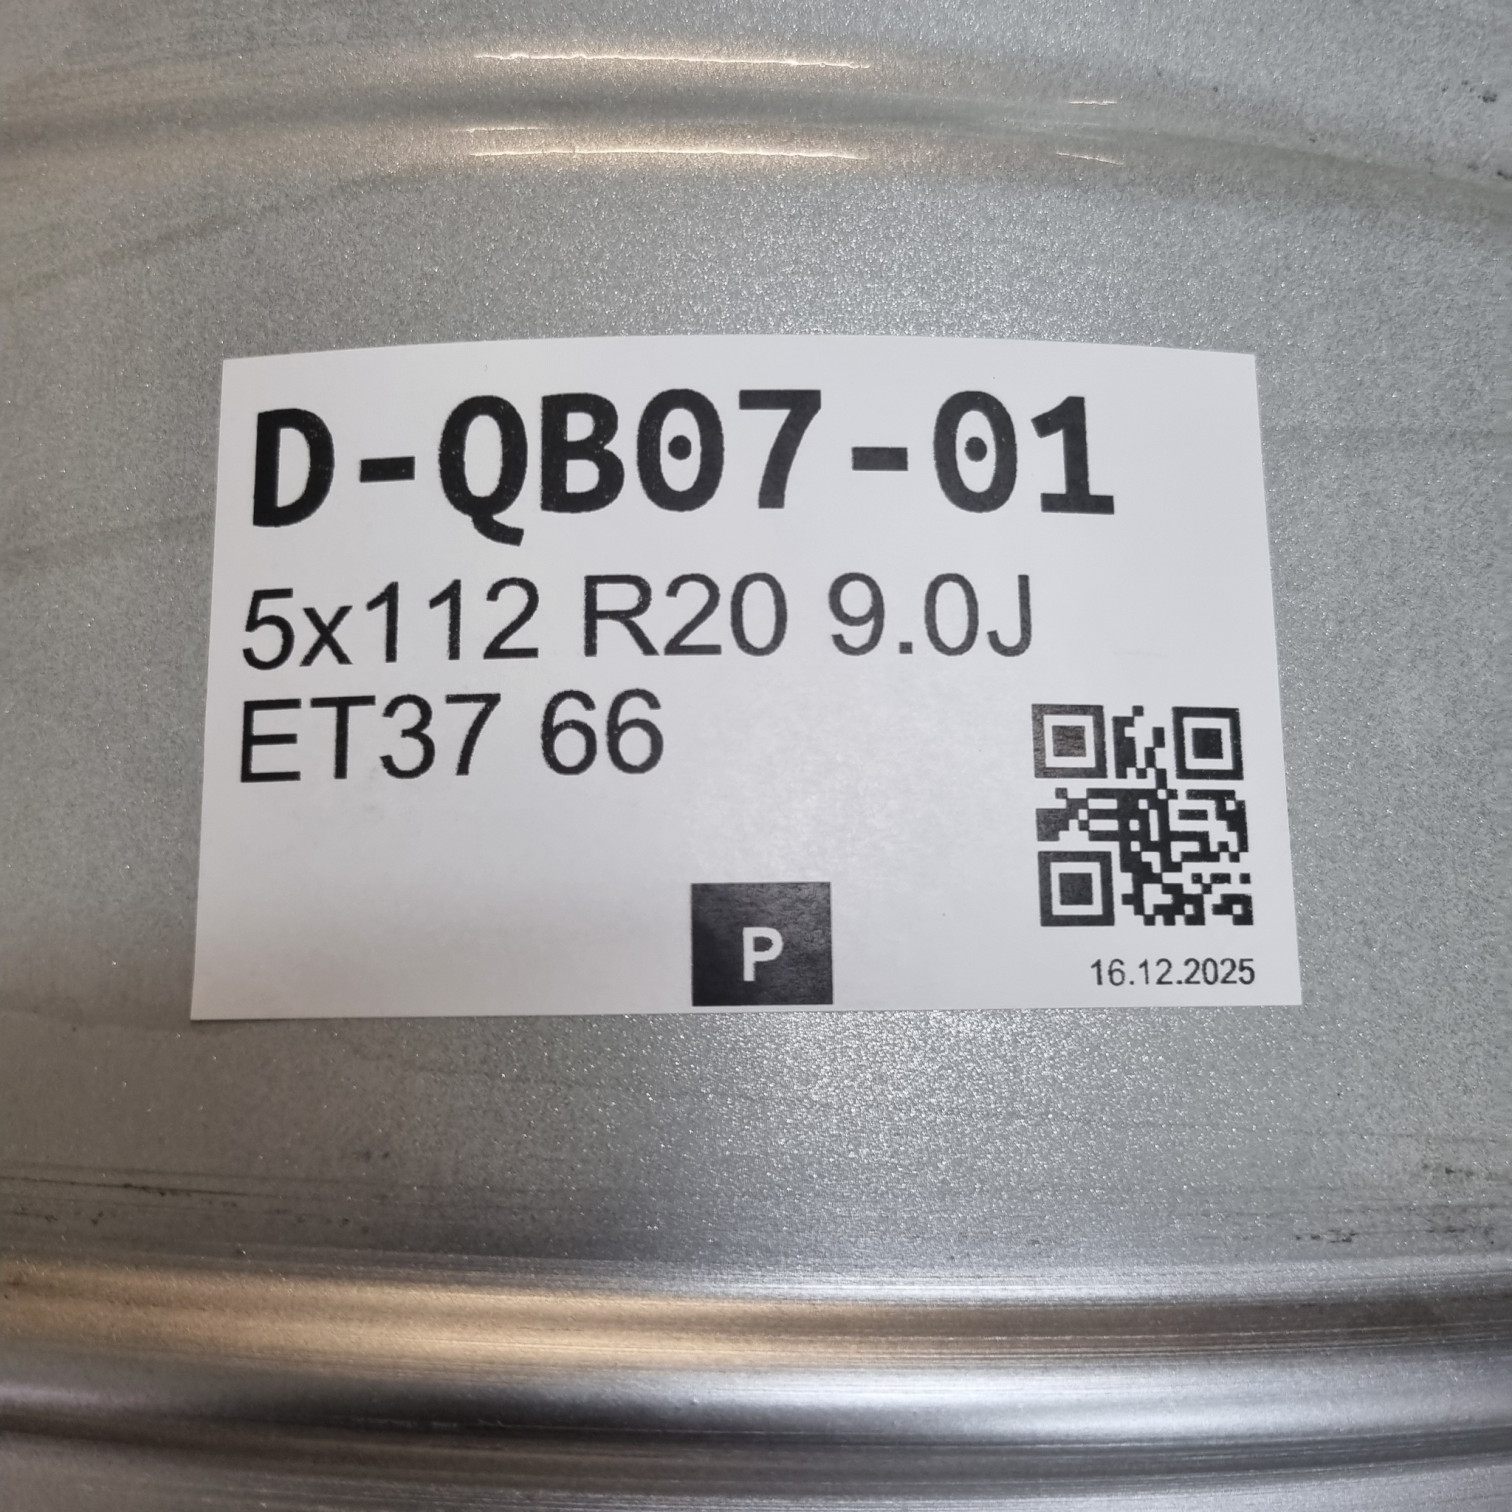 D-QB07-01
5x112 R20 9.0J
ET37 66
P
16.12.2025